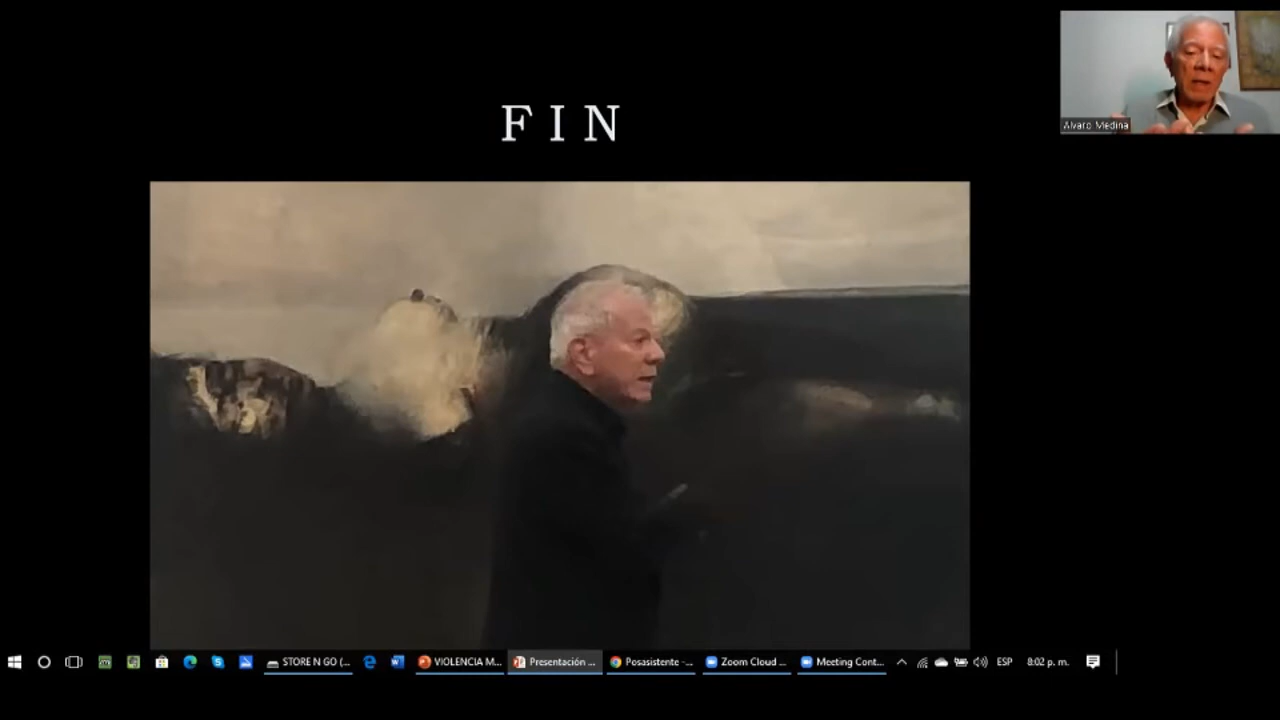 F I N
Alvaro Medina
STORE N GO (...
VIOLENCIA M...
Presentación ...
Posasistente -...
Zoom Cloud ...
Meeting Cont...
ESP
8:02 p. m.